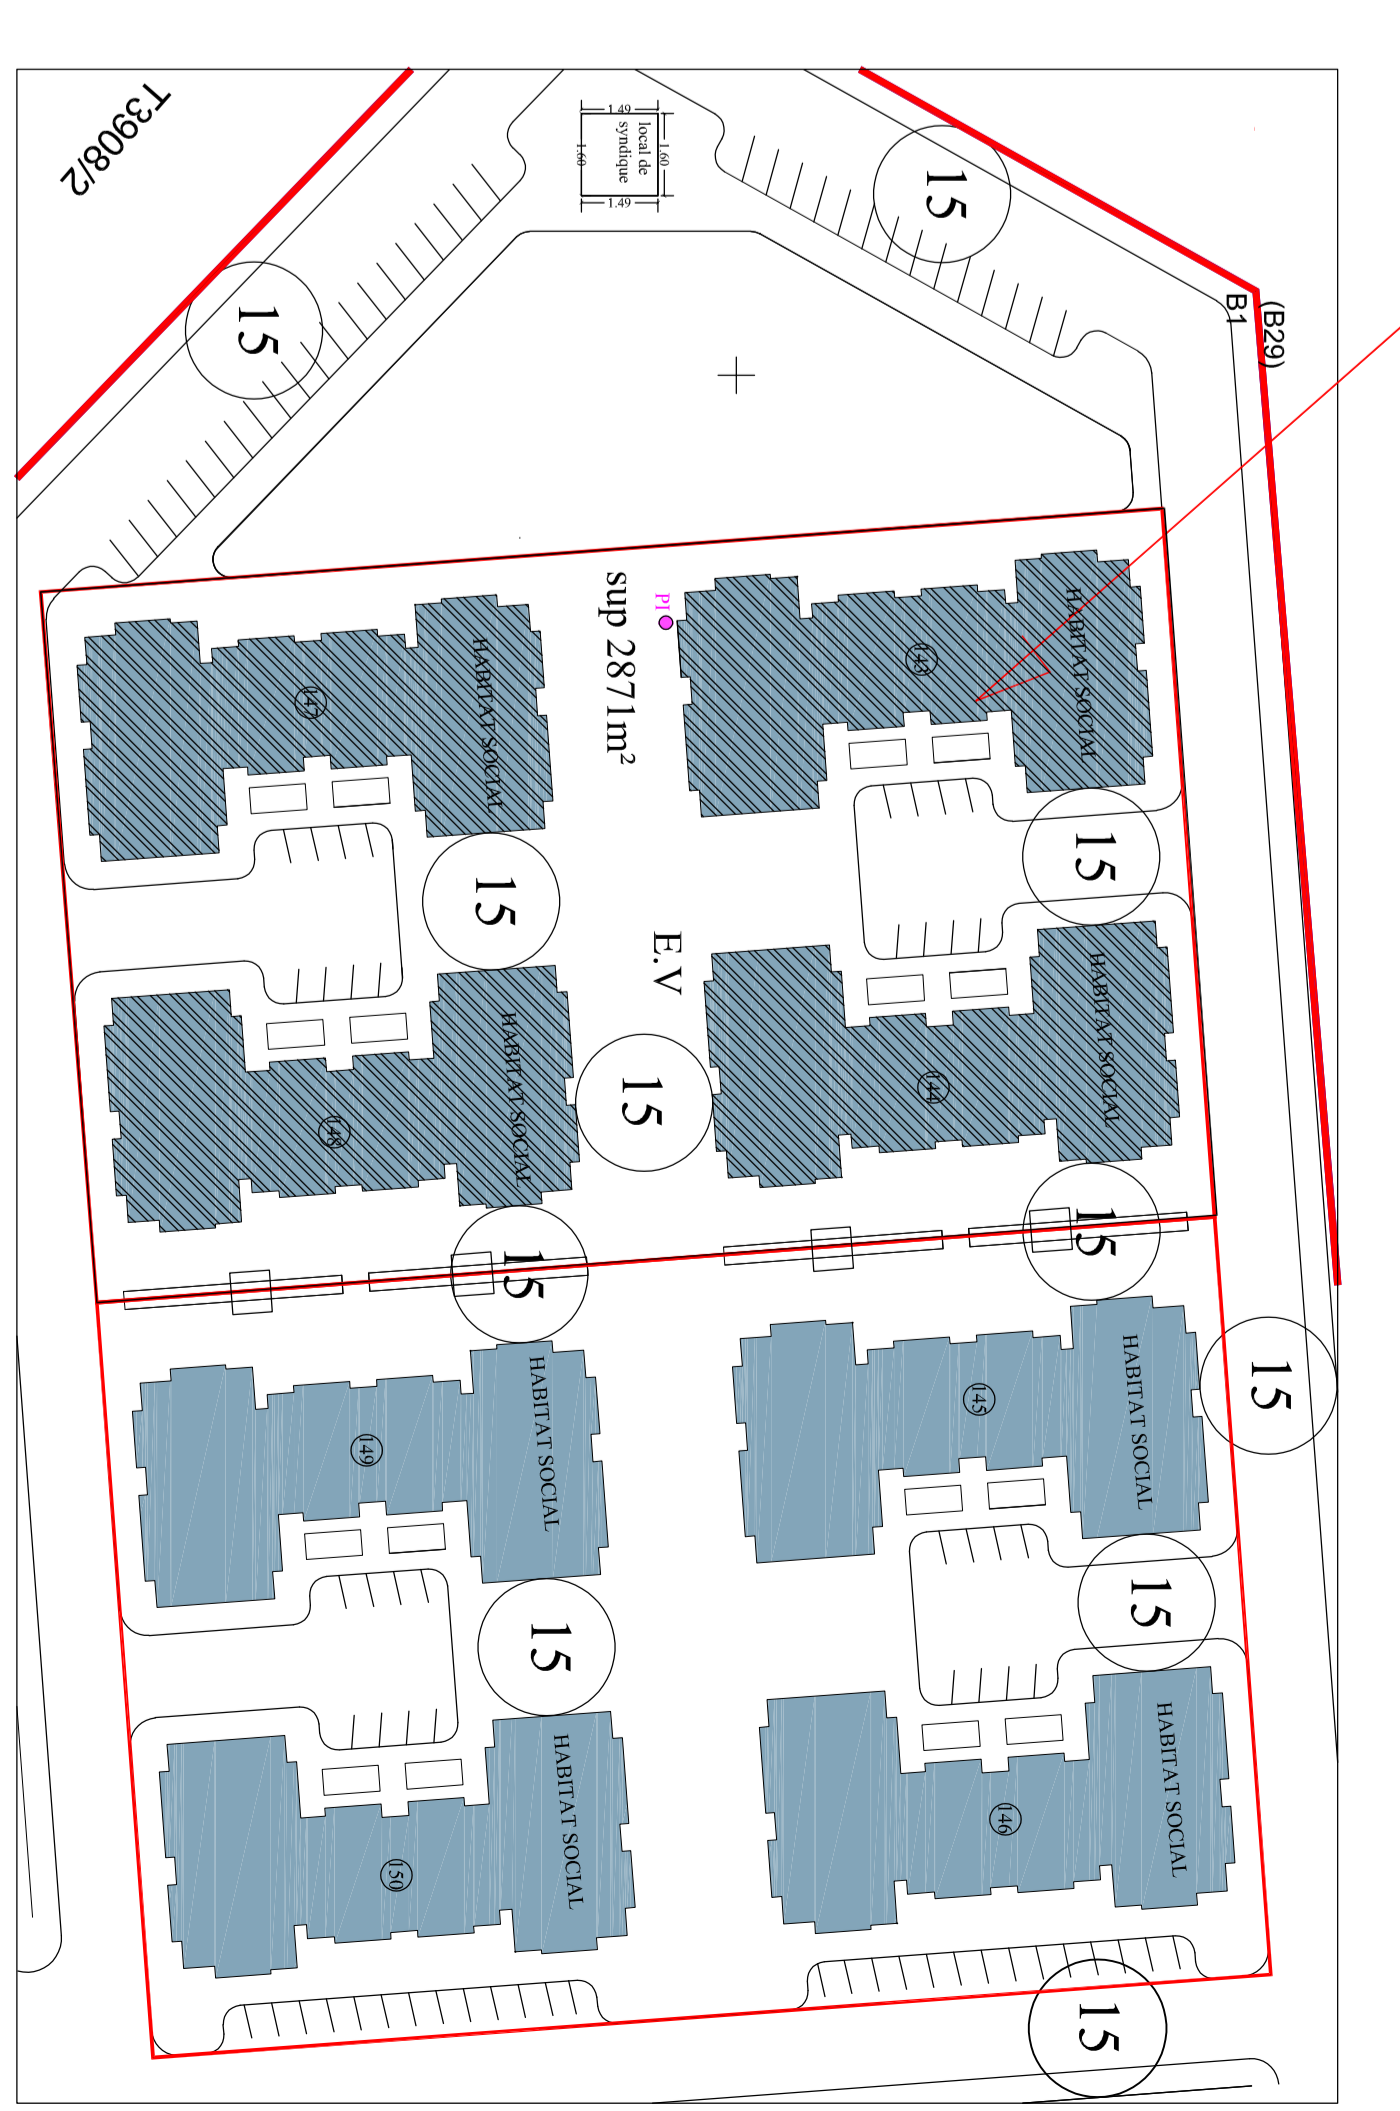 T3908/2
1.49
local de
syndique
1.60
1.60
1.49
15
15
B1
(B29)
PI
sup 2871m²
HABITAT SOCIAL
143
HABITAT SOCIAL
147
15
15
E.V
HABITAT SOCIAL
144
HABITAT SOCIAL
148
15
15
15
HABITAT SOCIAL
145
HABITAT SOCIAL
149
15
15
15
HABITAT SOCIAL
146
HABITAT SOCIAL
150
15